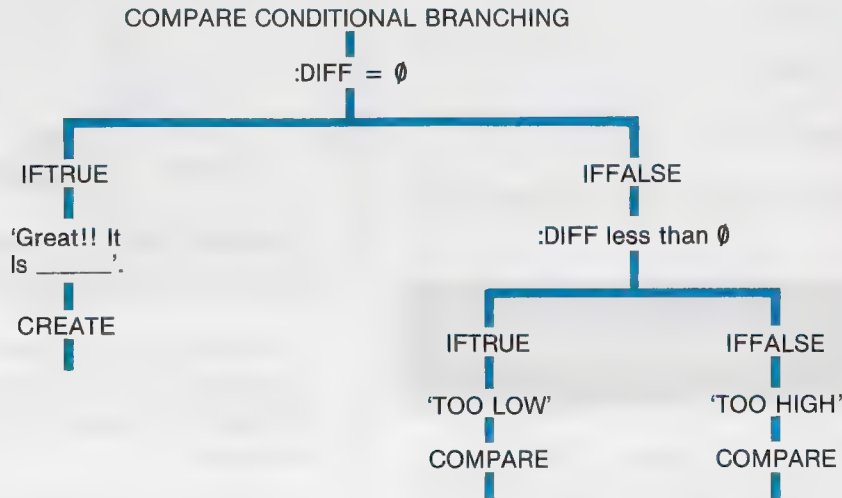 COMPARE CONDITIONAL BRANCHING
:DIFF = Ø
IFTRUE
IFFALSE
'Great!! It
Is ______'.
:DIFF less than Ø
CREATE
IFTRUE
IFFALSE
'TOO LOW'
'TOO HIGH'
COMPARE
COMPARE